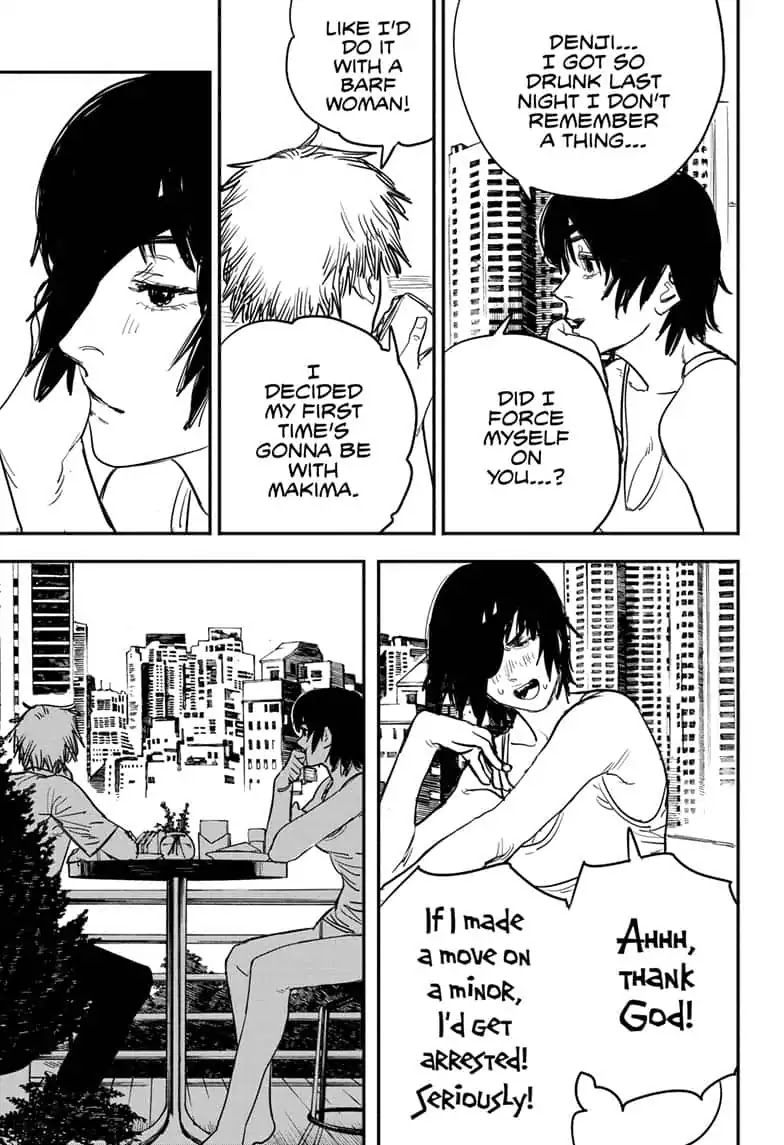 DENJI...
I GOT SO
DRUNK LAST
NIGHT I DON'T
REMEMBER
A THING...
DID I
FORCE
MYSELF
ON
YOU...?
LIKE I'D
DO IT
WITH A
BARF
WOMAN!
I
DECIDED
MY FIRST
TIME'S
GONNA BE
WITH
MAKIMA.
AHHH,
THANK
GOD!
If I made
a move on
a minor,
I'd get
arrested!
Seriously!